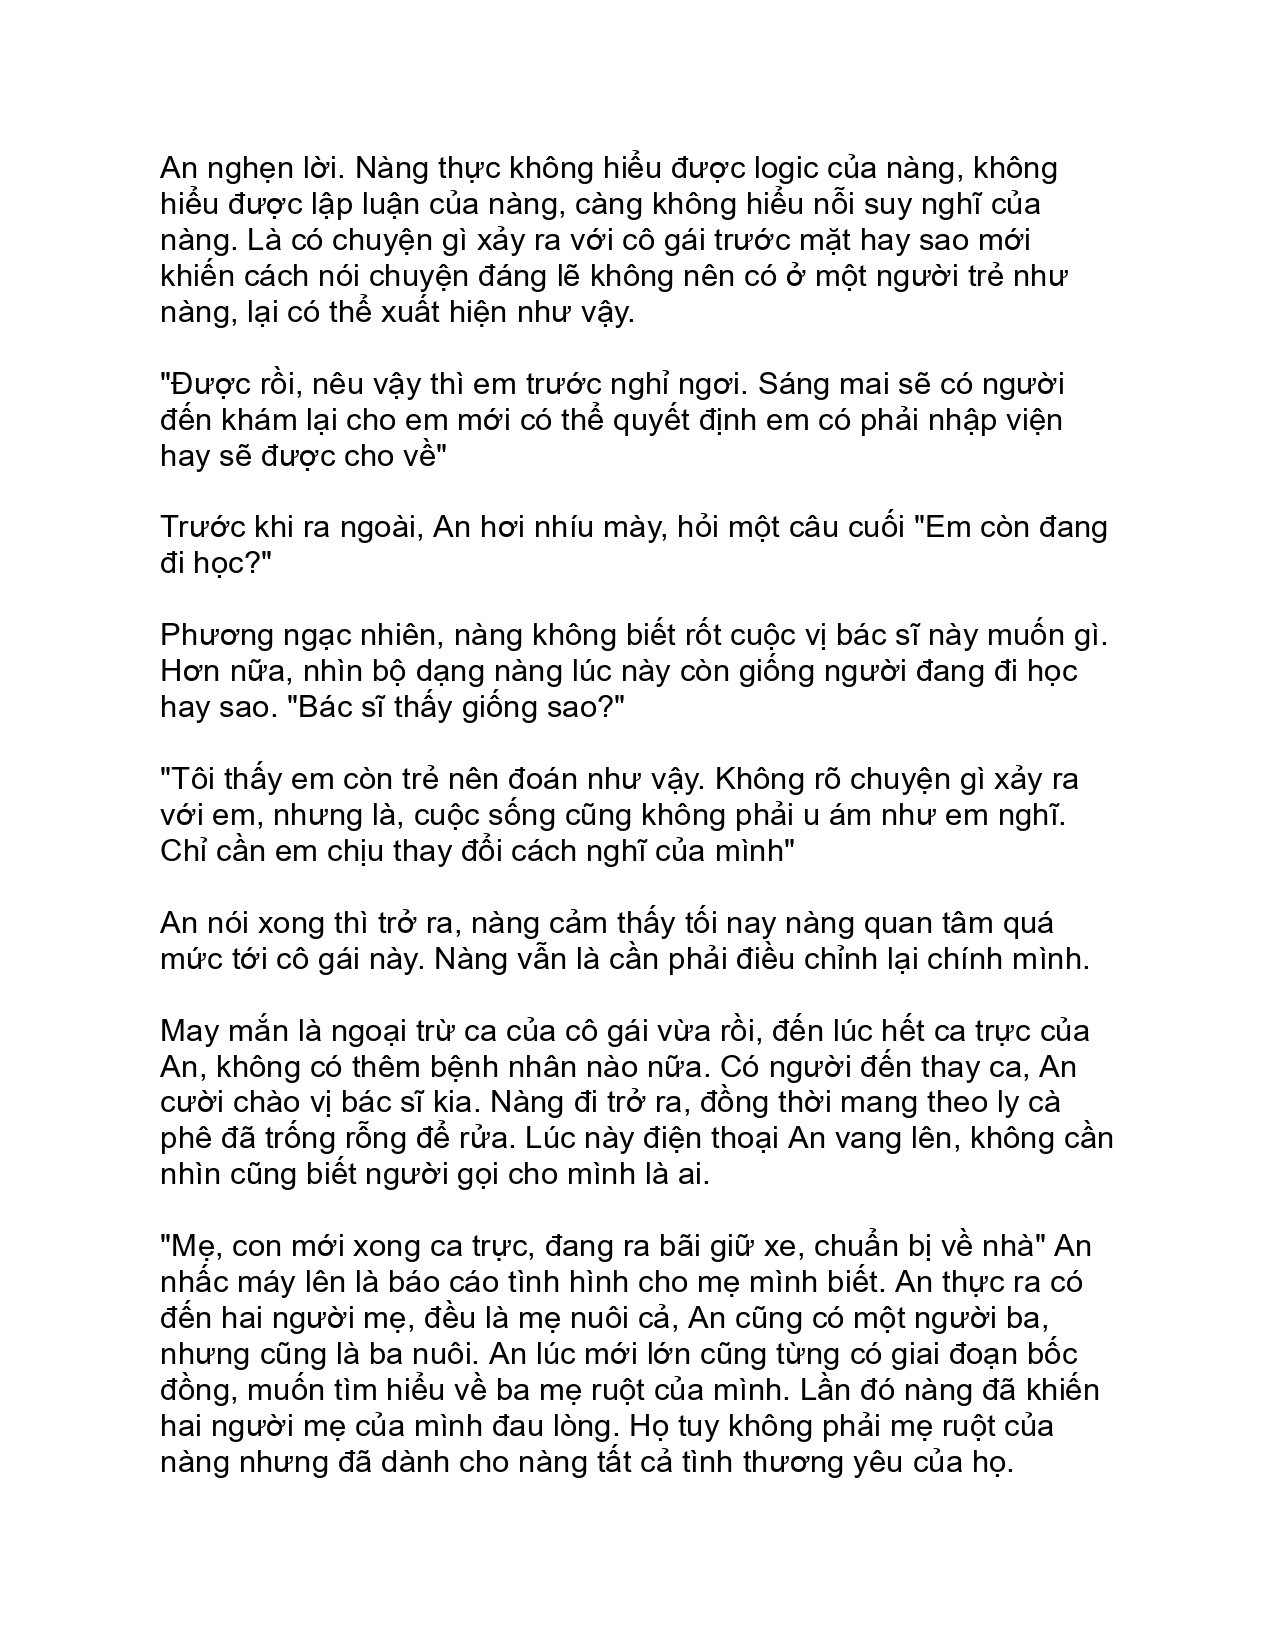 An nghẹn lời. Nàng thực không hiểu được logic của nàng, không
hiểu được lập luận của nàng, càng không hiểu nỗi suy nghĩ của
nàng. Là có chuyện gì xảy ra với cô gái trước mặt hay sao mới
khiến cách nói chuyện đáng lẽ không nên có ở một người trẻ như
nàng, lại có thể xuất hiện như vậy.
"Được rồi, nêu vậy thì em trước nghỉ ngơi. Sáng mai sẽ có người
đến khám lại cho em mới có thể quyết định em có phải nhập viện
hay sẽ được cho về"
Trước khi ra ngoài, An hơi nhíu mày, hỏi một câu cuối "Em còn đang
đi học?"
Phương ngạc nhiên, nàng không biết rốt cuộc vị bác sĩ này muốn gì.
Hơn nữa, nhìn bộ dạng nàng lúc này còn giống người đang đi học
hay sao. "Bác sĩ thấy giống sao?"
"Tôi thấy em còn trẻ nên đoán như vậy. Không rõ chuyện gì xảy ra
với em, nhưng là, cuộc sống cũng không phải u ám như em nghĩ.
Chỉ cần em chịu thay đổi cách nghĩ của mình"
An nói xong thì trở ra, nàng cảm thấy tối nay nàng quan tâm quá
mức tới cô gái này. Nàng vẫn là cần phải điều chỉnh lại chính mình.
May mắn là ngoại trừ ca của cô gái vừa rồi, đến lúc hết ca trực của
An, không có thêm bệnh nhân nào nữa. Có người đến thay ca, An
cười chào vị bác sĩ kia. Nàng đi trở ra, đồng thời mang theo ly cà
phê đã trống rỗng để rửa. Lúc này điện thoại An vang lên, không cần
nhìn cũng biết người gọi cho mình là ai.
"Mẹ, con mới xong ca trực, đang ra bãi giữ xe, chuẩn bị về nhà" An
nhấc máy lên là báo cáo tình hình cho mẹ mình biết. An thực ra có
đến hai người mẹ, đều là mẹ nuôi cả, An cũng có một người ba,
nhưng cũng là ba nuôi. An lúc mới lớn cũng từng có giai đoạn bốc
đồng, muốn tìm hiểu về ba mẹ ruột của mình. Lần đó nàng đã khiến
hai người mẹ của mình đau lòng. Họ tuy không phải mẹ ruột của
nàng nhưng đã dành cho nàng tất cả tình thương yêu của họ.